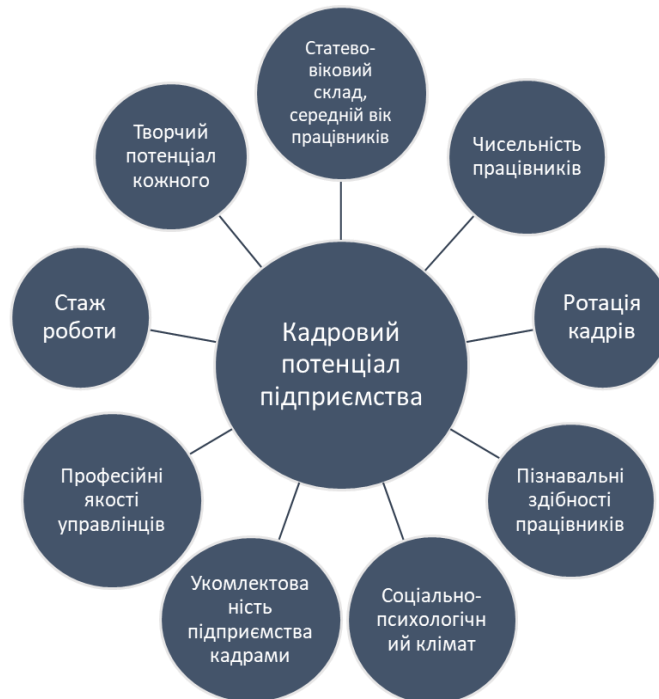 Статево-
віковий
склад,
середній вік
працівників
Чисельність
працівників
Ротація
кадрів
Пізнавальні
здібності
працівників
Соціально-
психологічн
ий клімат
Укомлектова
ність
підприємства
кадрами
Професійні
якості
управлінців
Стаж
роботи
Творчий
потенціал
кожного
Кадровий
потенціал
підприємства